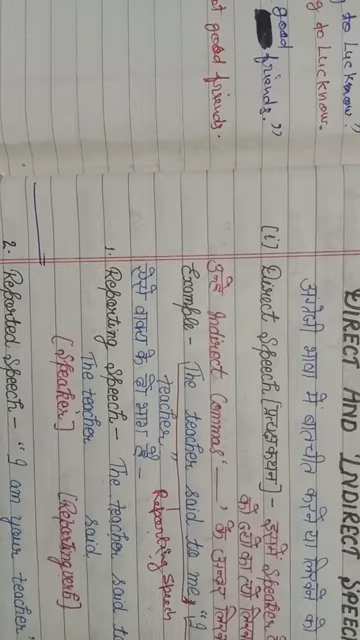 g to Lucknow."
g to Lucknow.
good friends."
at good friends.
DIRECT AND INDIRECT SPEEC
अंग्रेजी भाषा में बातचीत करने या लिखने के
(i) Direct Speech [प्रत्यक्ष कथन] - इसमें Speaker
को ज्यों का त्यों लिख
इन्हें Indirect Commas "—" के अन्दर लिख
Example - The teacher said to me, "I
teacher."
Reporting Speech
ऐसे वाक्य के दो भाग हैं -
1. Reporting Speech - The teacher said to
The teacher said.
[Speaker] [Reporting verb]
2. Reported Speech - "I am your teacher"